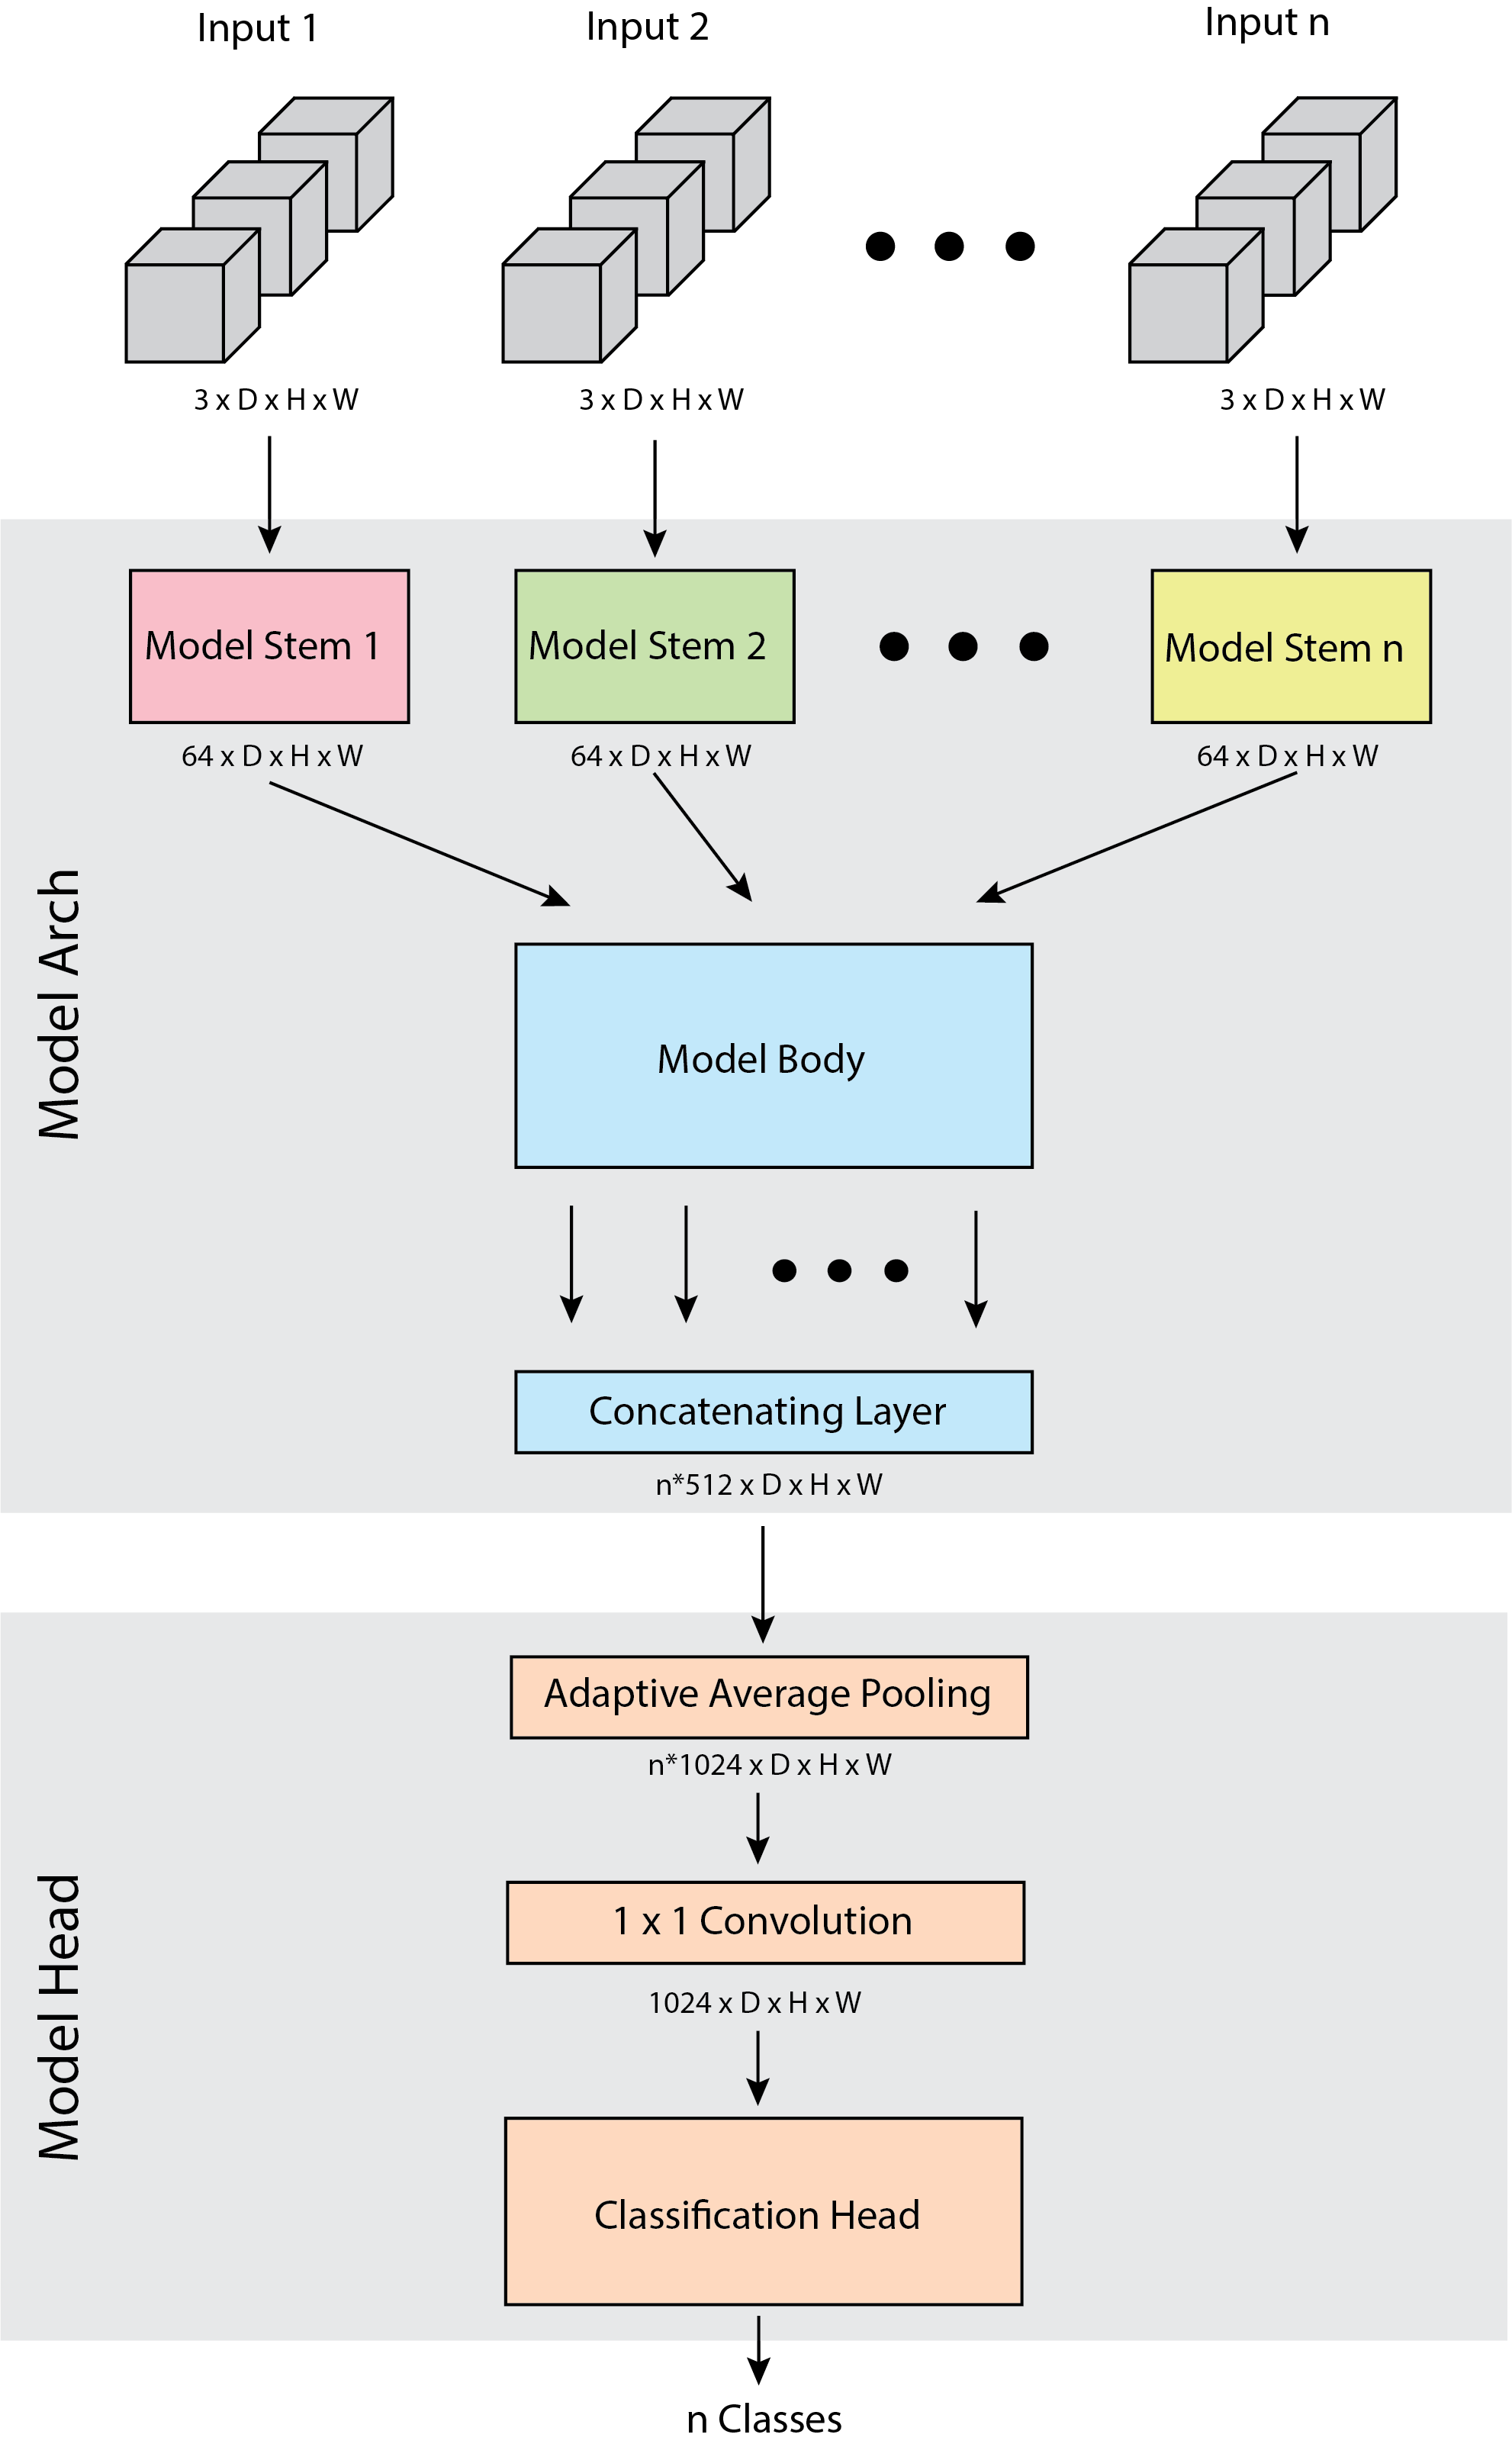 Input 1
Input 2
Input n
3 x D x H x W
3 x D x H x W
3 x D x H x W
Model Arch
Model Stem 1
Model Stem 2
Model Stem n
64 x D x H x W
64 x D x H x W
64 x D x H x W
Model Body
Concatenating Layer
n*512 x D x H x W
Model Head
Adaptive Average Pooling
n*1024 x D x H x W
1 x 1 Convolution
1024 x D x H x W
Classification Head
n Classes